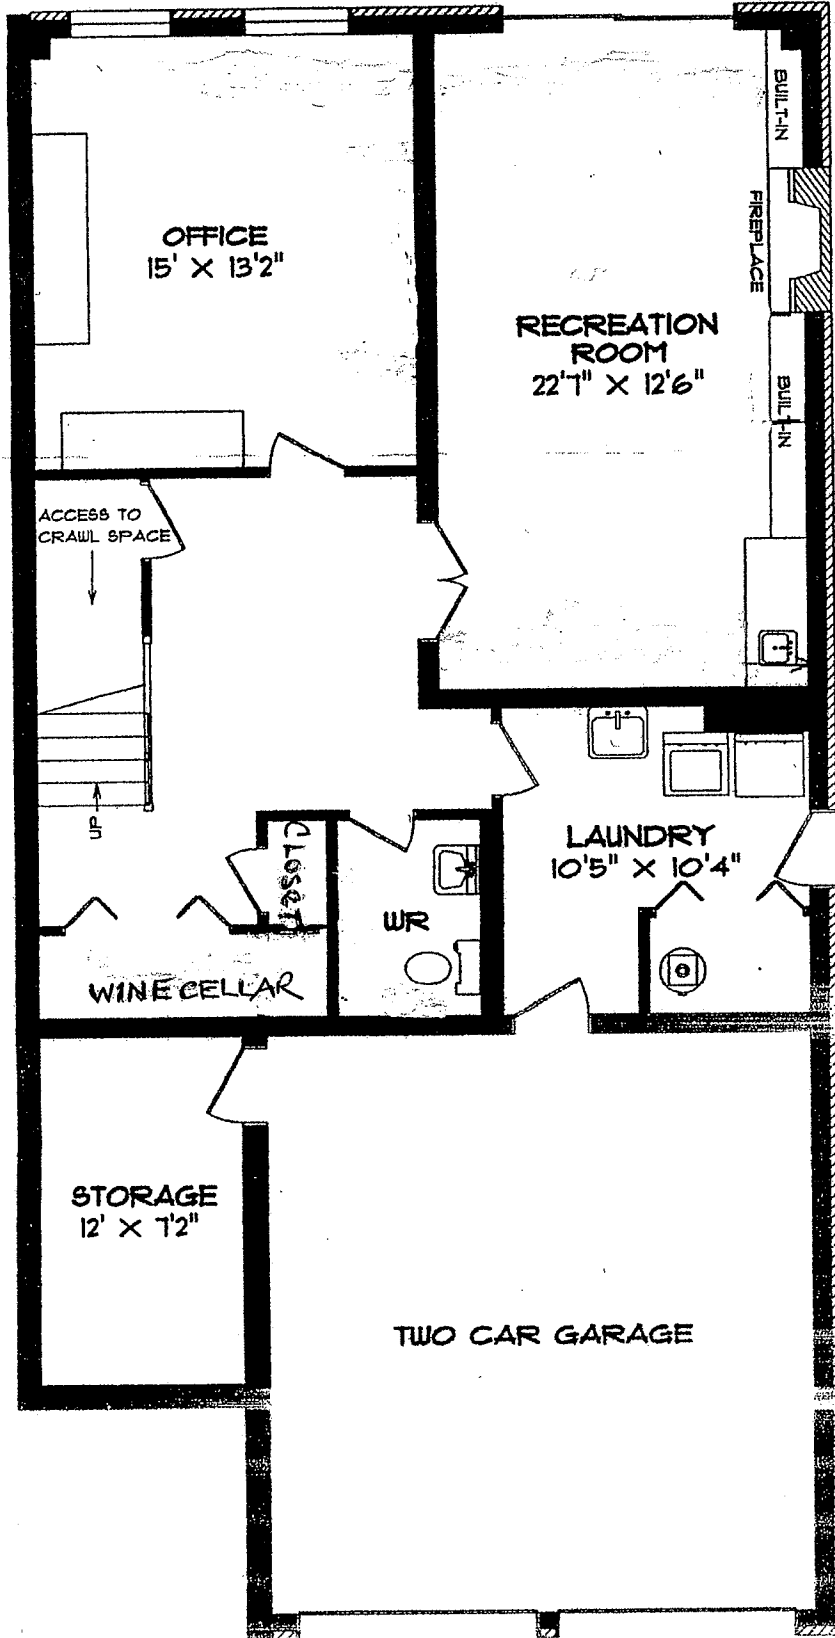 BUILT-IN
OFFICE
15' X 13'2"
FIREPLACE
RECREATION
ROOM
22'7" X 12'6"
BUILT-IN
ACCESS TO
CRAWL SPACE
UP
CLOSET
LAUNDRY
10'5" X 10'4"
WR
WINE CELLAR
STORAGE
12' X 7'2"
TWO CAR GARAGE